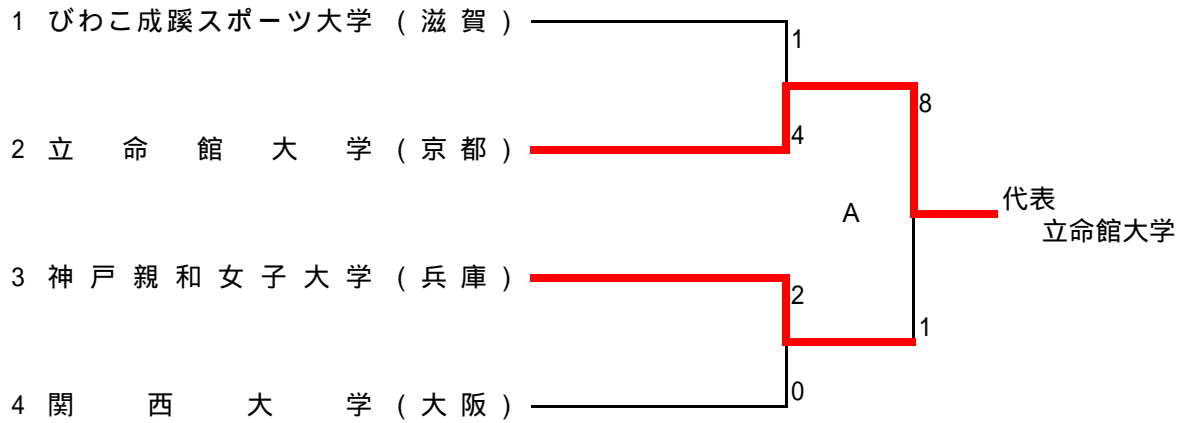 1 びわこ成蹊スポーツ大学 ( 滋 賀 )
1
8
2 立 命 館 大 学 ( 京 都 )
4
A
代表
立命館大学
3 神 戸 親 和 女 子 大 学 ( 兵 庫 )
2
1
4 関 西 大 学 ( 大 阪 )
0